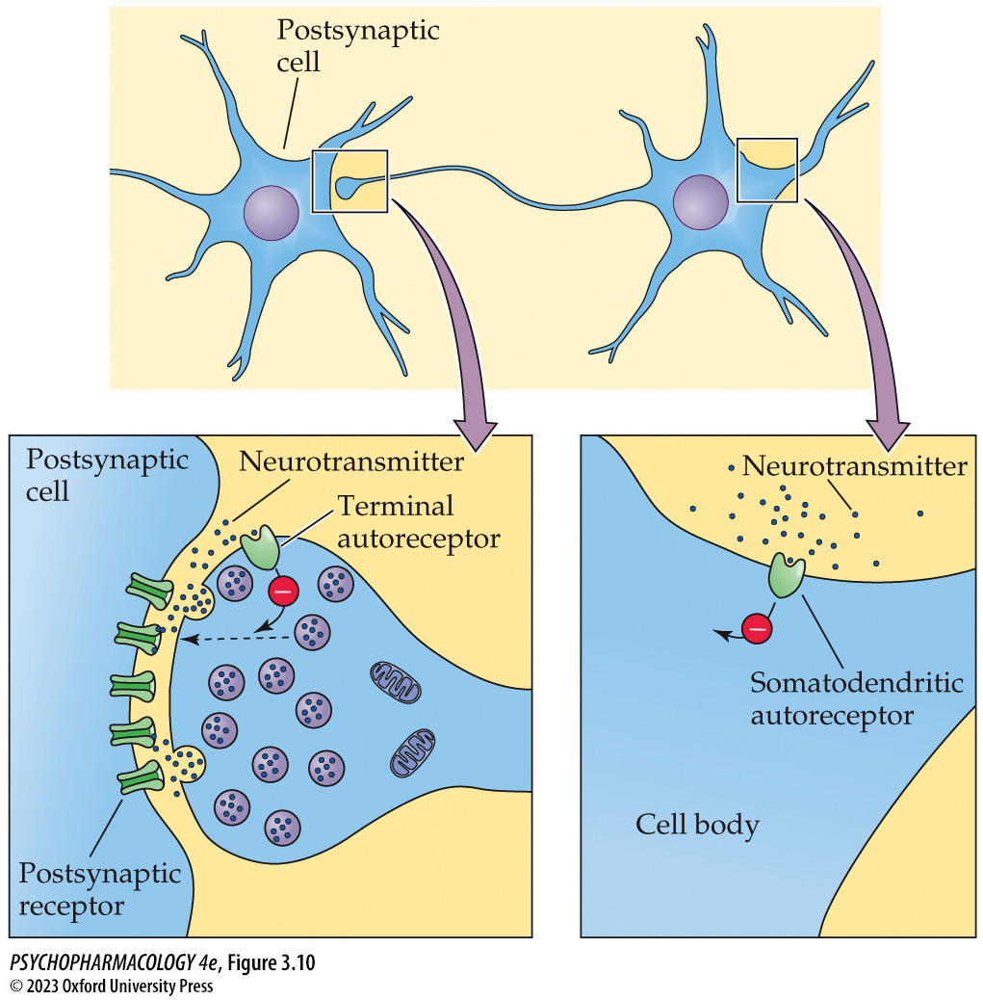 Postsynaptic
cell
Postsynaptic
cell
Neurotransmitter
Terminal
autoreceptor
Postsynaptic
receptor
Neurotransmitter
Somatodendritic
autoreceptor
Cell body
PSYCHOPHARMACOLOGY 4e, Figure 3.10
© 2023 Oxford University Press